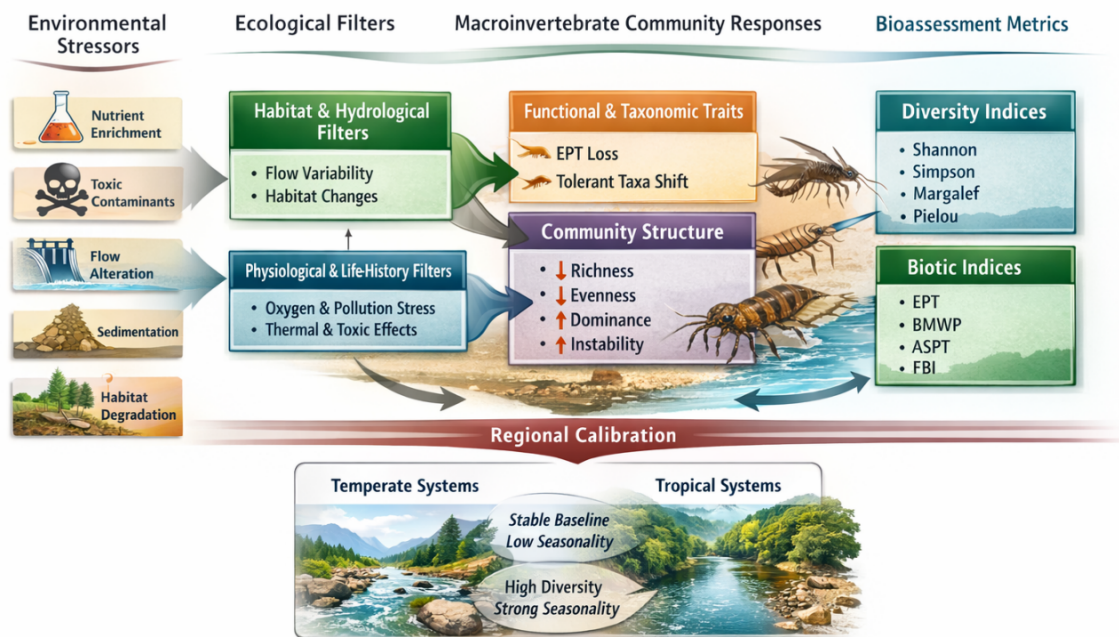 Environmental
Stressors
Ecological Filters
Macroinvertebrate Community Responses
Bioassessment Metrics
Nutrient
Enrichment
Toxic
Contaminants
Flow
Alteration
Sedimentation
Habitat
Degradation
Habitat & Hydrological
Filters
• Flow Variability
• Habitat Changes
Physiological & Life-History Filters
• Oxygen & Pollution Stress
• Thermal & Toxic Effects
Functional & Taxonomic Traits
EPT Loss
Tolerant Taxa Shift
Community Structure
• ↓ Richness
• ↓ Evenness
• ↑ Dominance
• ↑ Instability
Diversity Indices
• Shannon
• Simpson
• Margalef
• Pielou
Biotic Indices
• EPT
• BMWP
• ASPT
• FBI
Regional Calibration
Temperate Systems
Tropical Systems
Stable Baseline
Low Seasonality
High Diversity
Strong Seasonality